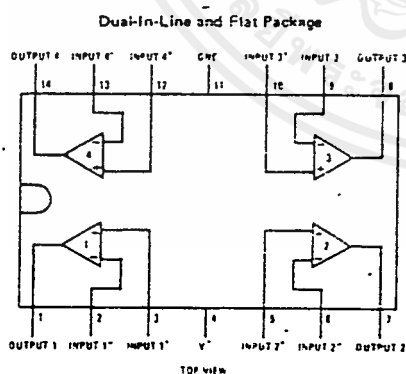 Dual-In-Line and Flat Package
OUTPUT 4 INPUT 4⁻ INPUT 4⁺ GND INPUT 3⁺ INPUT 3⁻ OUTPUT 3
14 13 12 11 10 9 8
4 3
1 2
1 2 3 4 5 6 7
OUTPUT 1 INPUT 1⁻ INPUT 1⁺ V⁺ INPUT 2⁺ INPUT 2⁻ OUTPUT 2
TOP VIEW